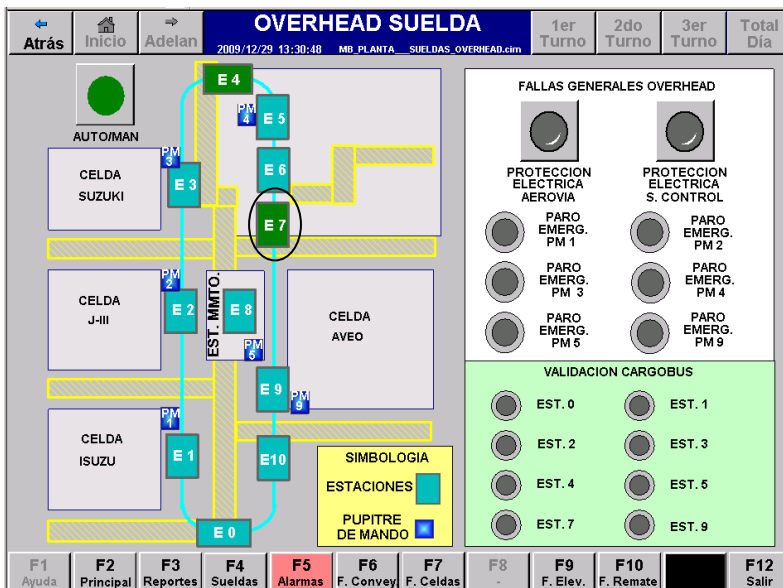 Atrás
Inicio
Adelan
OVERHEAD SUELDA
2009/12/29 13:30:48 MB_PLANTA___SUELDAS_OVERHEAD.cim
1er
Turno
2do
Turno
3er
Turno
Total
Día
AUTO/MAN
E 4
PM
4
E 5
PM
3
CELDA
SUZUKI
E 3
E 6
E 7
PM
2
CELDA
J-III
E 2
EST. MMTO.
E 8
PM
5
CELDA
AVEO
E 9
PM
9
PM
1
CELDA
ISUZU
E 1
E10
E 0
SIMBOLOGIA
ESTACIONES
PUPITRE
DE MANDO
FALLAS GENERALES OVERHEAD
PROTECCION
ELECTRICA
AEROVIA
PROTECCION
ELECTRICA
S. CONTROL
PARO
EMERG.
PM 1
PARO
EMERG.
PM 2
PARO
EMERG.
PM 3
PARO
EMERG.
PM 4
PARO
EMERG.
PM 5
PARO
EMERG.
PM 9
VALIDACION CARGOBUS
EST. 0
EST. 1
EST. 2
EST. 3
EST. 4
EST. 5
EST. 7
EST. 9
F1
Ayuda
F2
Principal
F3
Reportes
F4
Sueldas
F5
Alarmas
F6
F. Convey.
F7
F. Celdas
F8
-
F9
F. Elev.
F10
F. Remate
F12
Salir